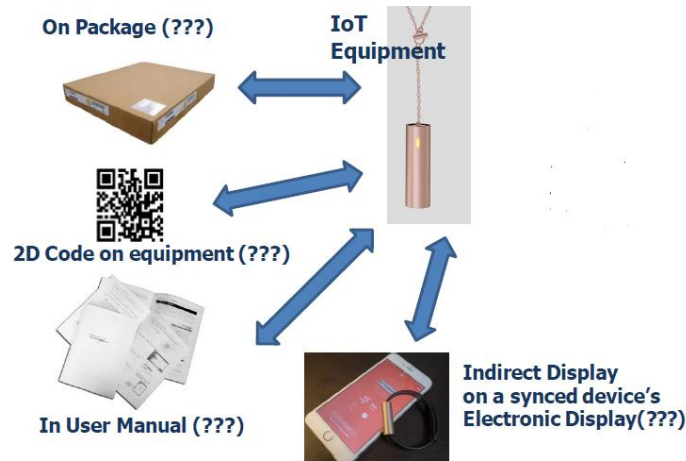 On Package (???)
IoT
Equipment
2D Code on equipment (???)
In User Manual (???)
Indirect Display
on a synced device's
Electronic Display(???)